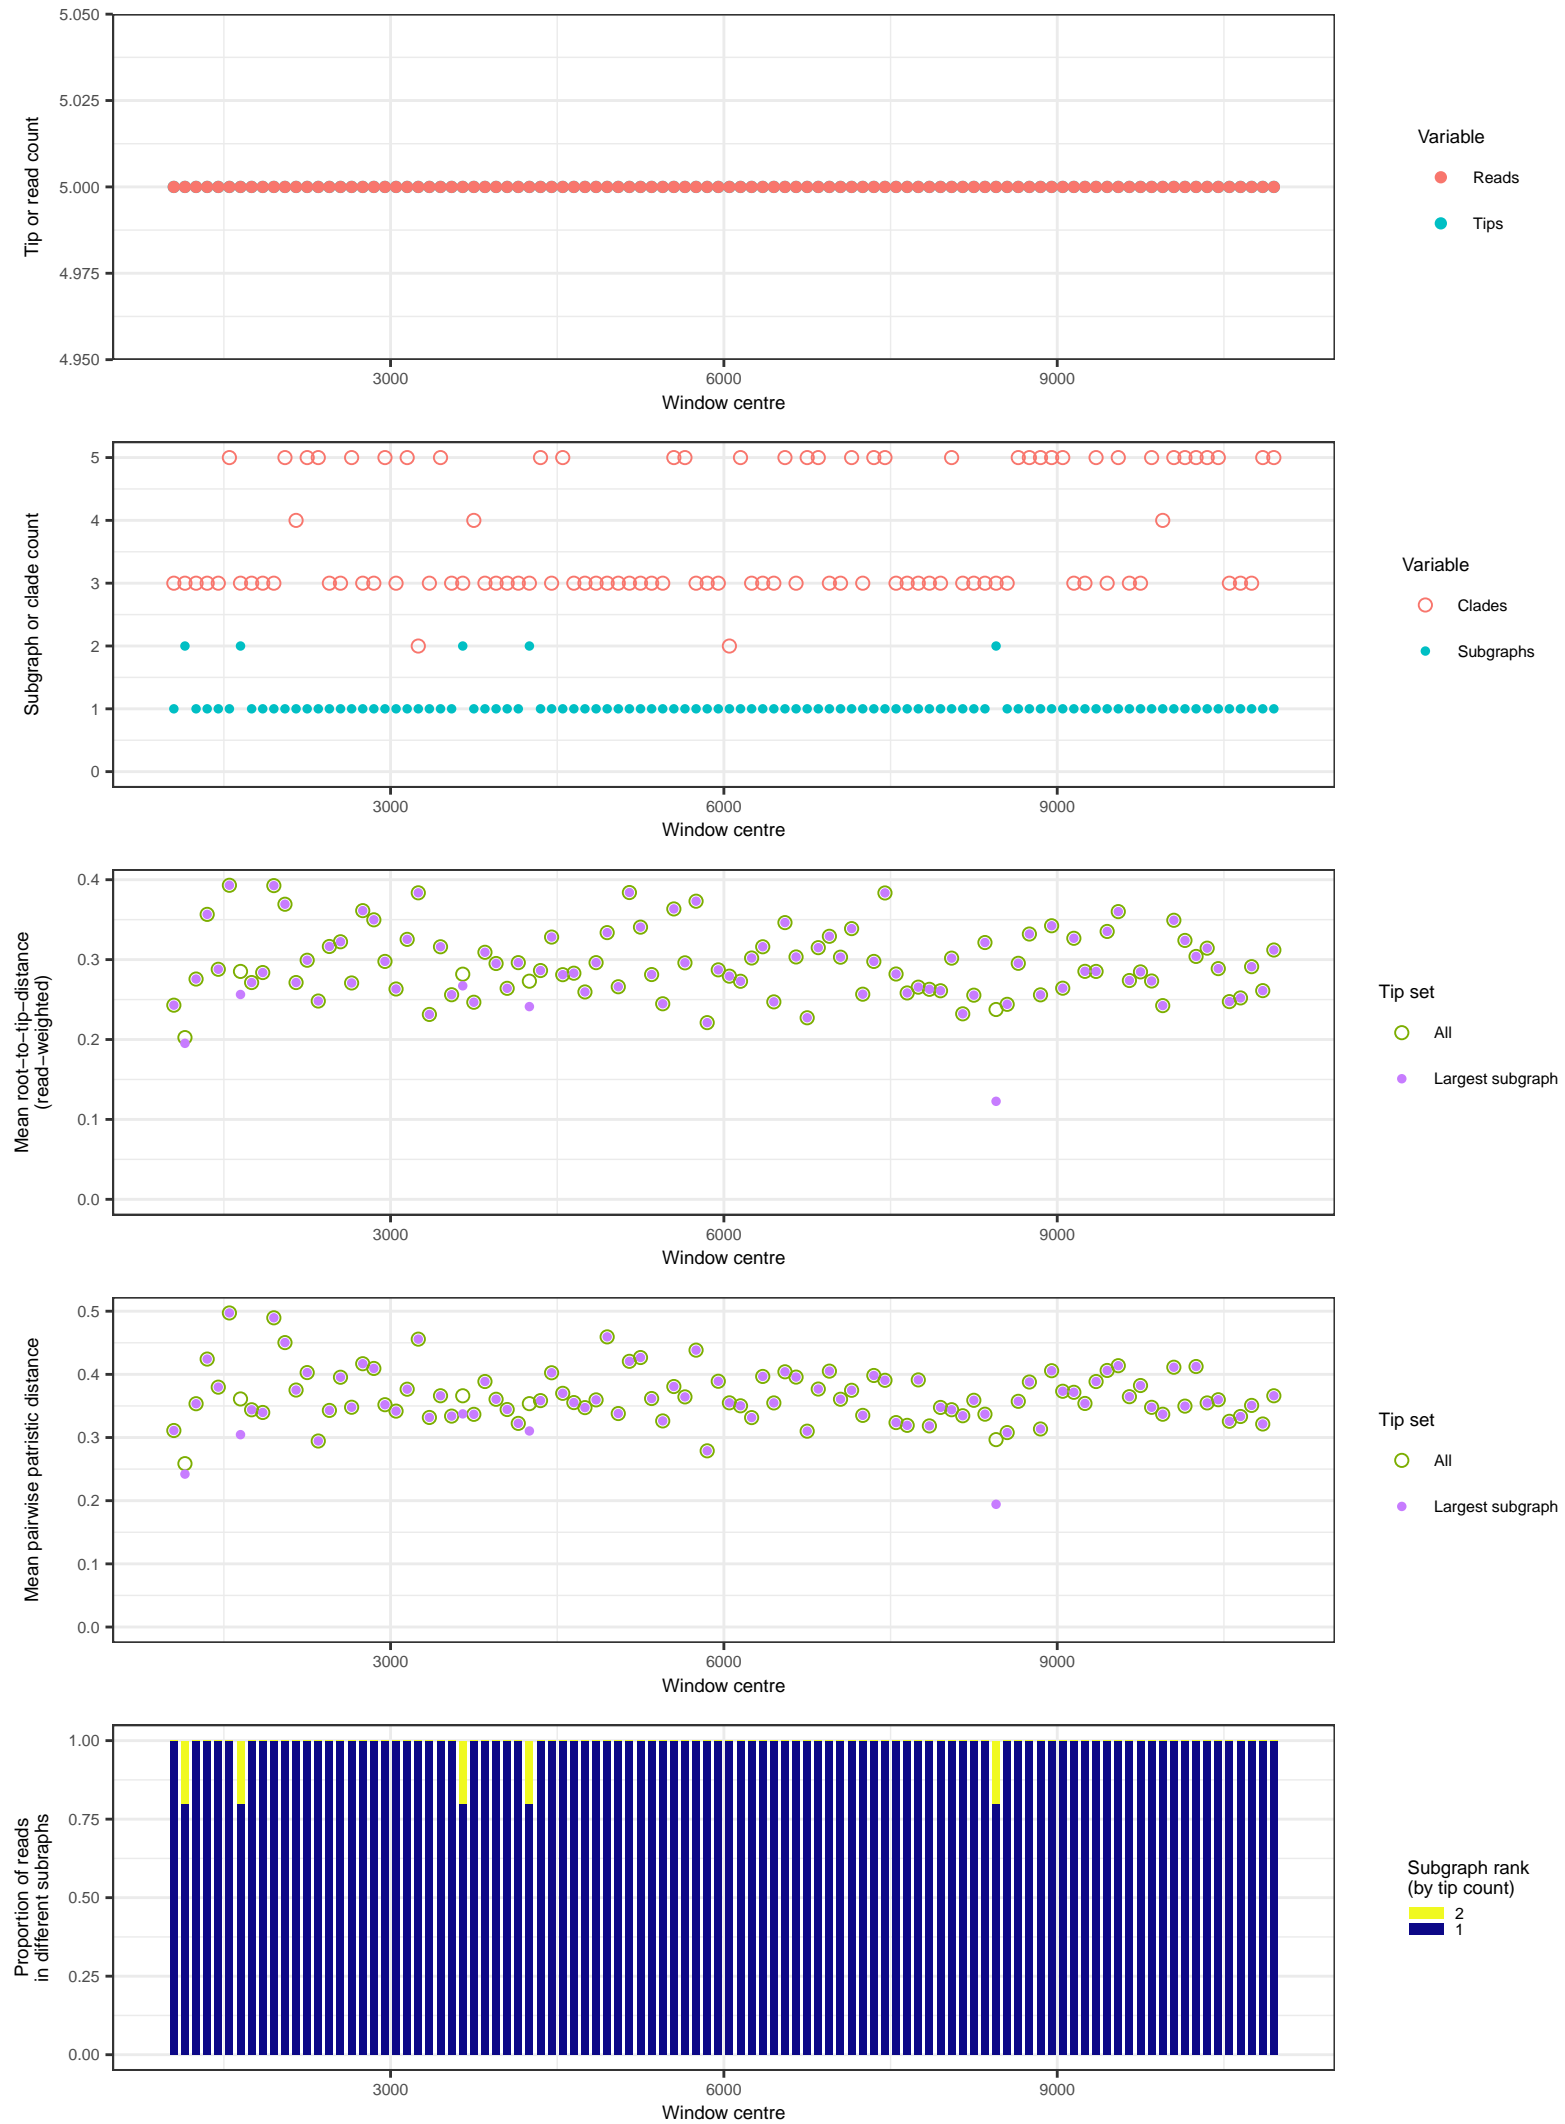 5.050
5.025
5.000
4.975
4.950
Tip or read count
3000 6000 9000
Window centre
Variable
Reads
Tips
5
4
3
2
1
0
Subgraph or clade count
3000 6000 9000
Window centre
Variable
Clades
Subgraphs
0.4
0.3
0.2
0.1
0.0
Mean root−to−tip−distance
(read−weighted)
3000 6000 9000
Window centre
Tip set
All
Largest subgraph
0.5
0.4
0.3
0.2
0.1
0.0
Mean pairwise patristic distance
3000 6000 9000
Window centre
Tip set
All
Largest subgraph
1.00
0.75
0.50
0.25
0.00
Proportion of reads
in different subraphs
3000 6000 9000
Window centre
Subgraph rank
(by tip count)
2
1